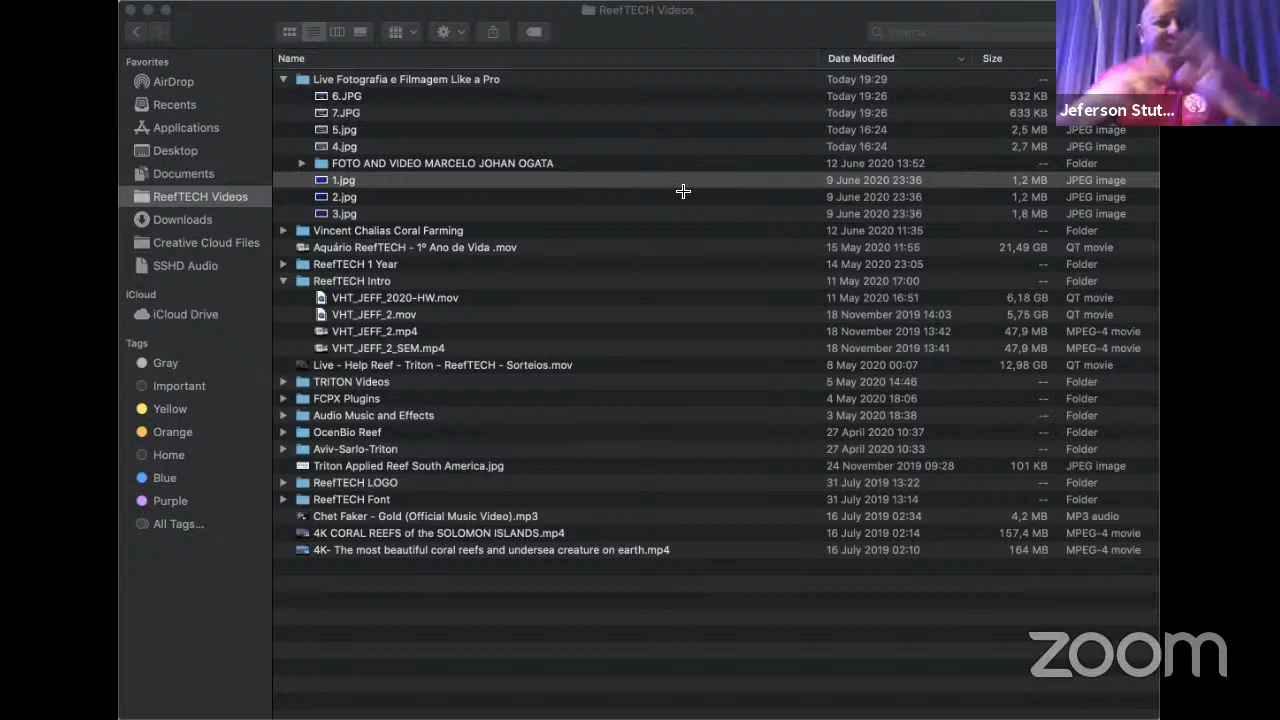 ReefTECH Videos
Search
Favorites
AirDrop
Recents
Applications
Desktop
Documents
ReefTECH Videos
Downloads
Creative Cloud Files
SSHD Audio
iCloud
iCloud Drive
Tags
Gray
Important
Yellow
Orange
Home
Blue
Purple
All Tags...
Name Date Modified Size
Live Fotografia e Filmagem Like a Pro Today 19:29 --
6.JPG Today 19:26 532 KB
7.JPG Today 19:26 633 KB
5.jpg Today 16:24 2,5 MB JPEG image
4.jpg Today 16:24 2,7 MB JPEG image
FOTO AND VIDEO MARCELO JOHAN OGATA 12 June 2020 13:52 -- Folder
1.jpg 9 June 2020 23:36 1,2 MB JPEG image
2.jpg 9 June 2020 23:36 1,2 MB JPEG image
3.jpg 9 June 2020 23:36 1,8 MB JPEG image
Vincent Chalias Coral Farming 12 June 2020 11:35 -- Folder
Aquário ReefTECH - 1º Ano de Vida .mov 15 May 2020 11:55 21,49 GB QT movie
ReefTECH 1 Year 14 May 2020 23:05 -- Folder
ReefTECH Intro 11 May 2020 17:00 -- Folder
VHT_JEFF_2020-HW.mov 11 May 2020 16:51 6,18 GB QT movie
VHT_JEFF_2.mov 18 November 2019 14:03 5,75 GB QT movie
VHT_JEFF_2.mp4 18 November 2019 13:42 47,9 MB MPEG-4 movie
VHT_JEFF_2_SEM.mp4 18 November 2019 13:41 47,9 MB MPEG-4 movie
Live - Help Reef - Triton - ReefTECH - Sorteios.mov 8 May 2020 00:07 12,98 GB QT movie
TRITON Videos 5 May 2020 14:46 -- Folder
FCPX Plugins 4 May 2020 18:06 -- Folder
Audio Music and Effects 3 May 2020 18:38 -- Folder
OcenBio Reef 27 April 2020 10:37 -- Folder
Aviv-Sarlo-Triton 27 April 2020 10:33 -- Folder
Triton Applied Reef South America.jpg 24 November 2019 09:28 101 KB JPEG image
ReefTECH LOGO 31 July 2019 13:22 -- Folder
ReefTECH Font 31 July 2019 13:14 -- Folder
Chet Faker - Gold (Official Music Video).mp3 16 July 2019 02:34 4,2 MB MP3 audio
4K CORAL REEFS of the SOLOMON ISLANDS.mp4 16 July 2019 02:14 157,4 MB MPEG-4 movie
4K- The most beautiful coral reefs and undersea creature on earth.mp4 16 July 2019 02:10 164 MB MPEG-4 movie
Jeferson Stut...
zoom